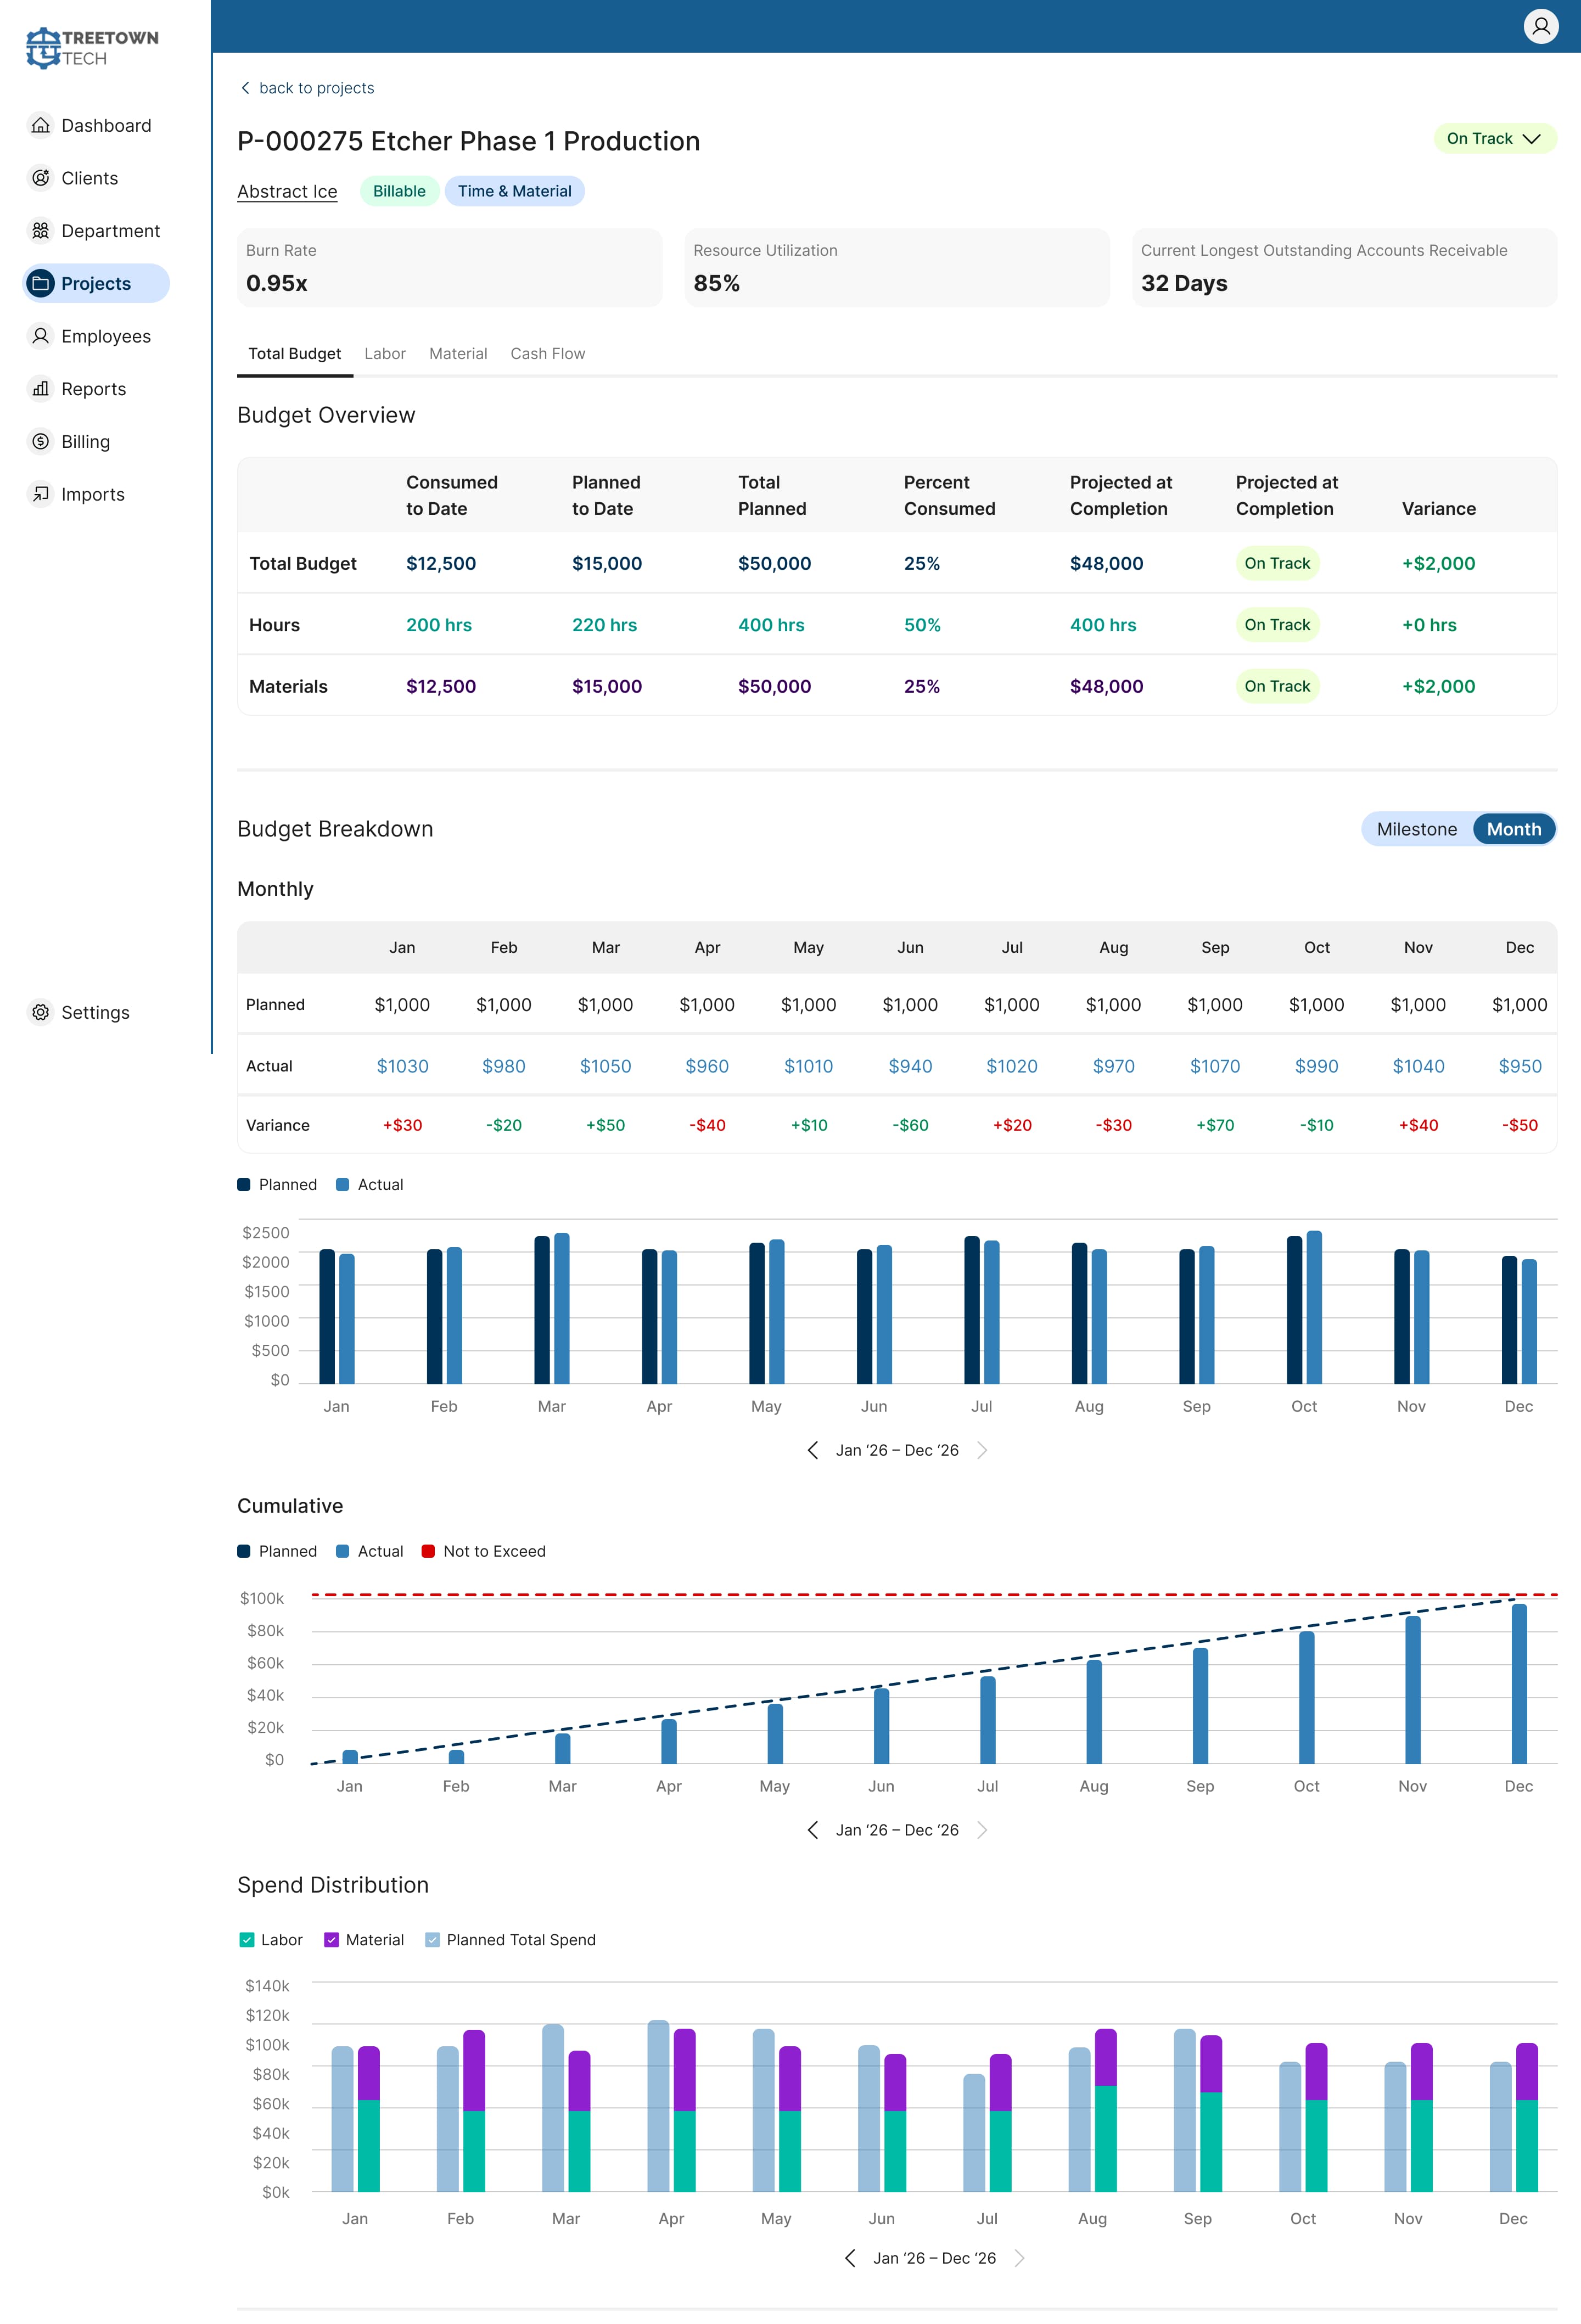 TREETOWN
TECH
Dashboard
Clients
Department
Projects
Employees
Reports
Billing
Imports
Settings
back to projects
P-000275 Etcher Phase 1 Production
On Track
Abstract Ice Billable Time & Material
Burn Rate
0.95x
Resource Utilization
85%
Current Longest Outstanding Accounts Receivable
32 Days
Total Budget Labor Material Cash Flow
Budget Overview
Consumed to Date Planned to Date Total Planned Percent Consumed Projected at Completion Projected at Completion Variance
Total Budget $12,500 $15,000 $50,000 25% $48,000 On Track +$2,000
Hours 200 hrs 220 hrs 400 hrs 50% 400 hrs On Track +0 hrs
Materials $12,500 $15,000 $50,000 25% $48,000 On Track +$2,000
Budget Breakdown
Milestone Month
Monthly
Jan Feb Mar Apr May Jun Jul Aug Sep Oct Nov Dec
Planned $1,000 $1,000 $1,000 $1,000 $1,000 $1,000 $1,000 $1,000 $1,000 $1,000 $1,000 $1,000
Actual $1030 $980 $1050 $960 $1010 $940 $1020 $970 $1070 $990 $1040 $950
Variance +$30 -$20 +$50 -$40 +$10 -$60 +$20 -$30 +$70 -$10 +$40 -$50
Planned Actual
$2500
$2000
$1500
$1000
$500
$0
Jan Feb Mar Apr May Jun Jul Aug Sep Oct Nov Dec
Jan ‘26 – Dec ‘26
Cumulative
Planned Actual Not to Exceed
$100k
$80k
$60k
$40k
$20k
$0
Jan Feb Mar Apr May Jun Jul Aug Sep Oct Nov Dec
Jan ‘26 – Dec ‘26
Spend Distribution
Labor Material Planned Total Spend
$140k
$120k
$100k
$80k
$60k
$40k
$20k
$0k
Jan Feb Mar Apr May Jun Jul Aug Sep Oct Nov Dec
Jan ‘26 – Dec ‘26